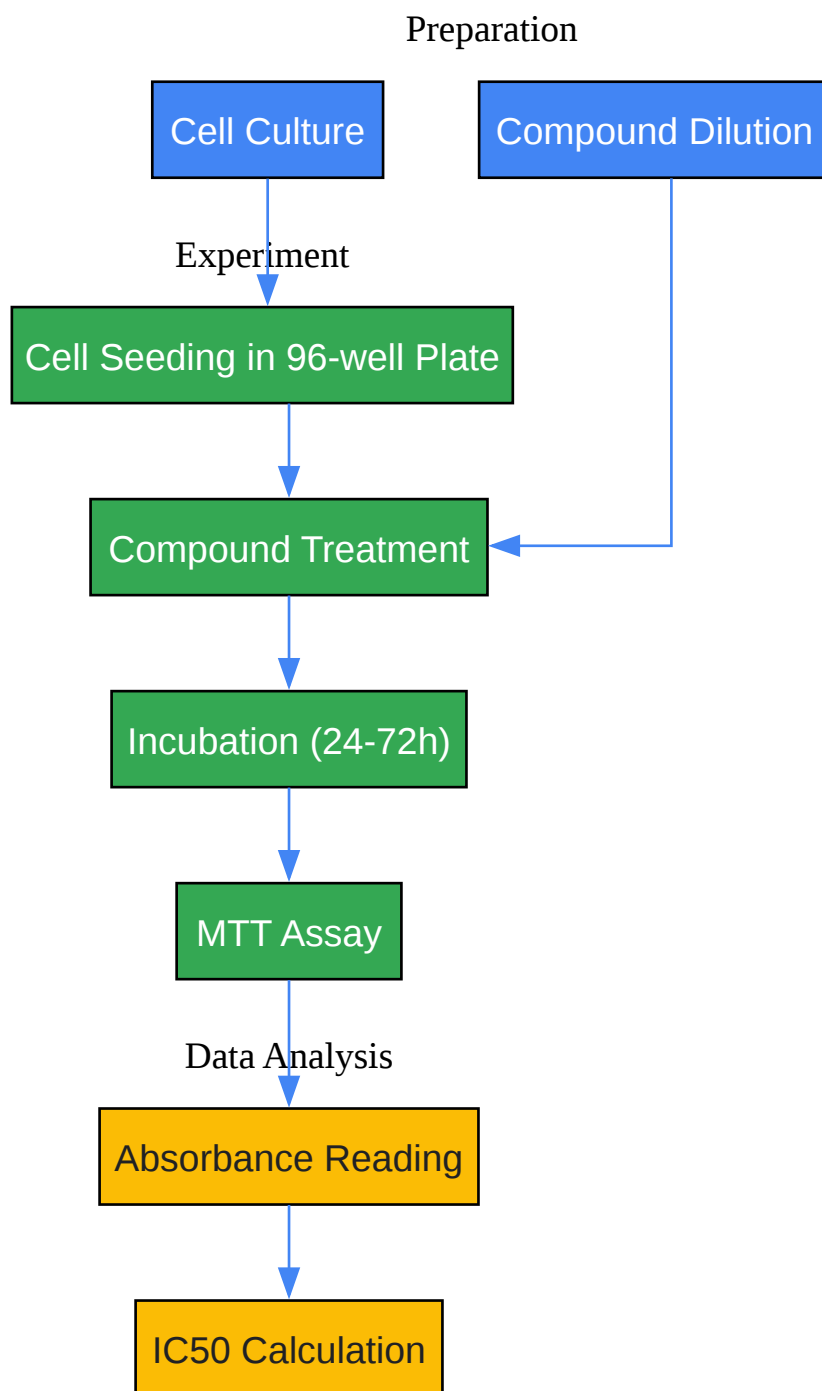 Preparation
Cell Culture
Compound Dilution
Experiment
Cell Seeding in 96-well Plate
Compound Treatment
Incubation (24-72h)
MTT Assay
Data Analysis
Absorbance Reading
IC50 Calculation